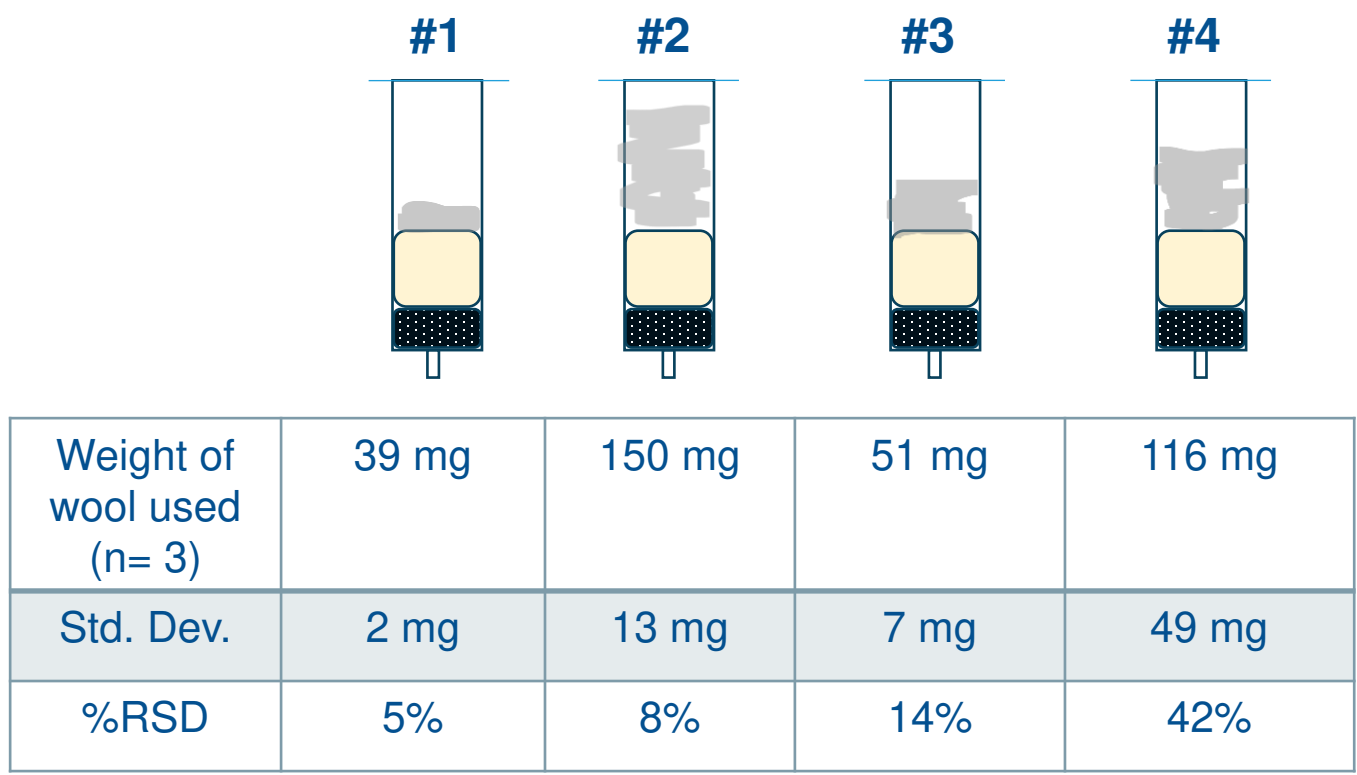 #1 #2 #3 #4
Weight of 39 mg 150 mg 51 mg 116 mg
wool used
(n= 3)
Std. Dev. 2 mg 13 mg 7 mg 49 mg
%RSD 5% 8% 14% 42%